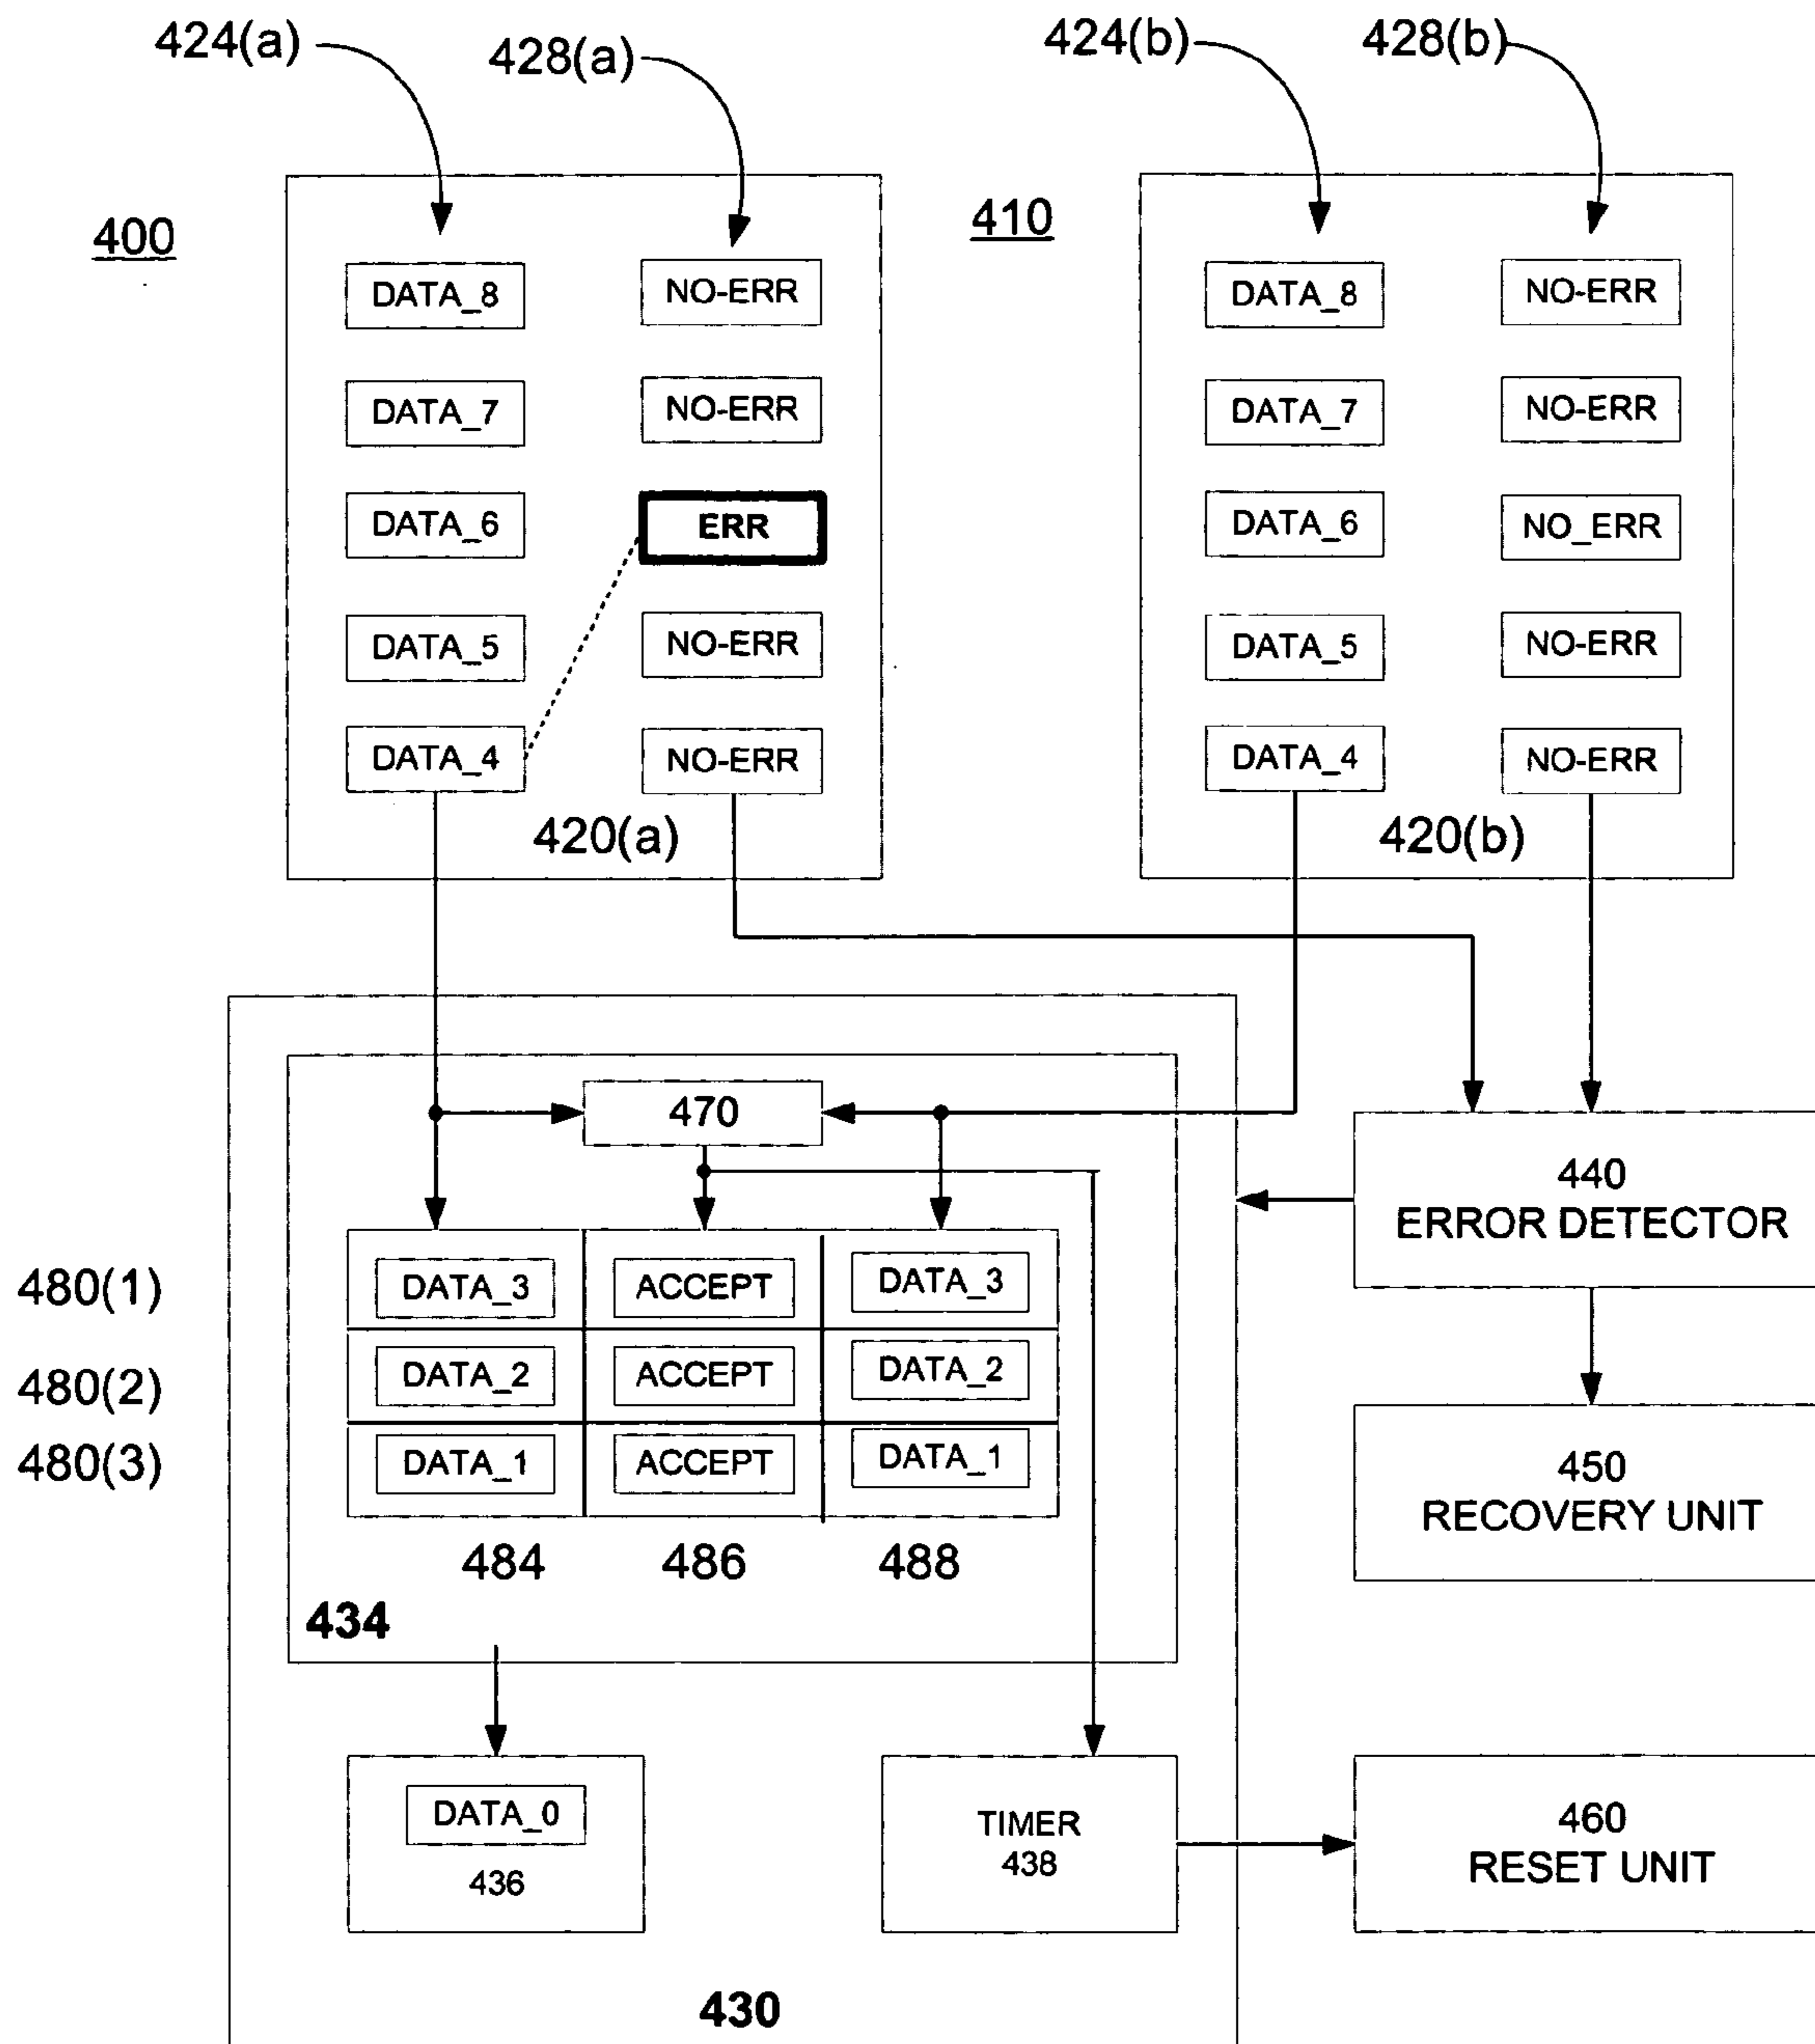 424(a)
428(a)
424(b)
428(b)
400
410
DATA_8
NO-ERR
DATA_8
NO-ERR
DATA_7
NO-ERR
DATA_7
NO-ERR
DATA_6
ERR
DATA_6
NO_ERR
DATA_5
NO-ERR
DATA_5
NO-ERR
DATA_4
NO-ERR
DATA_4
NO-ERR
420(a)
420(b)
470
440
ERROR DETECTOR
480(1)
DATA_3
ACCEPT
DATA_3
480(2)
DATA_2
ACCEPT
DATA_2
480(3)
DATA_1
ACCEPT
DATA_1
450
RECOVERY UNIT
484
486
488
434
DATA_0
436
TIMER
438
460
RESET UNIT
430